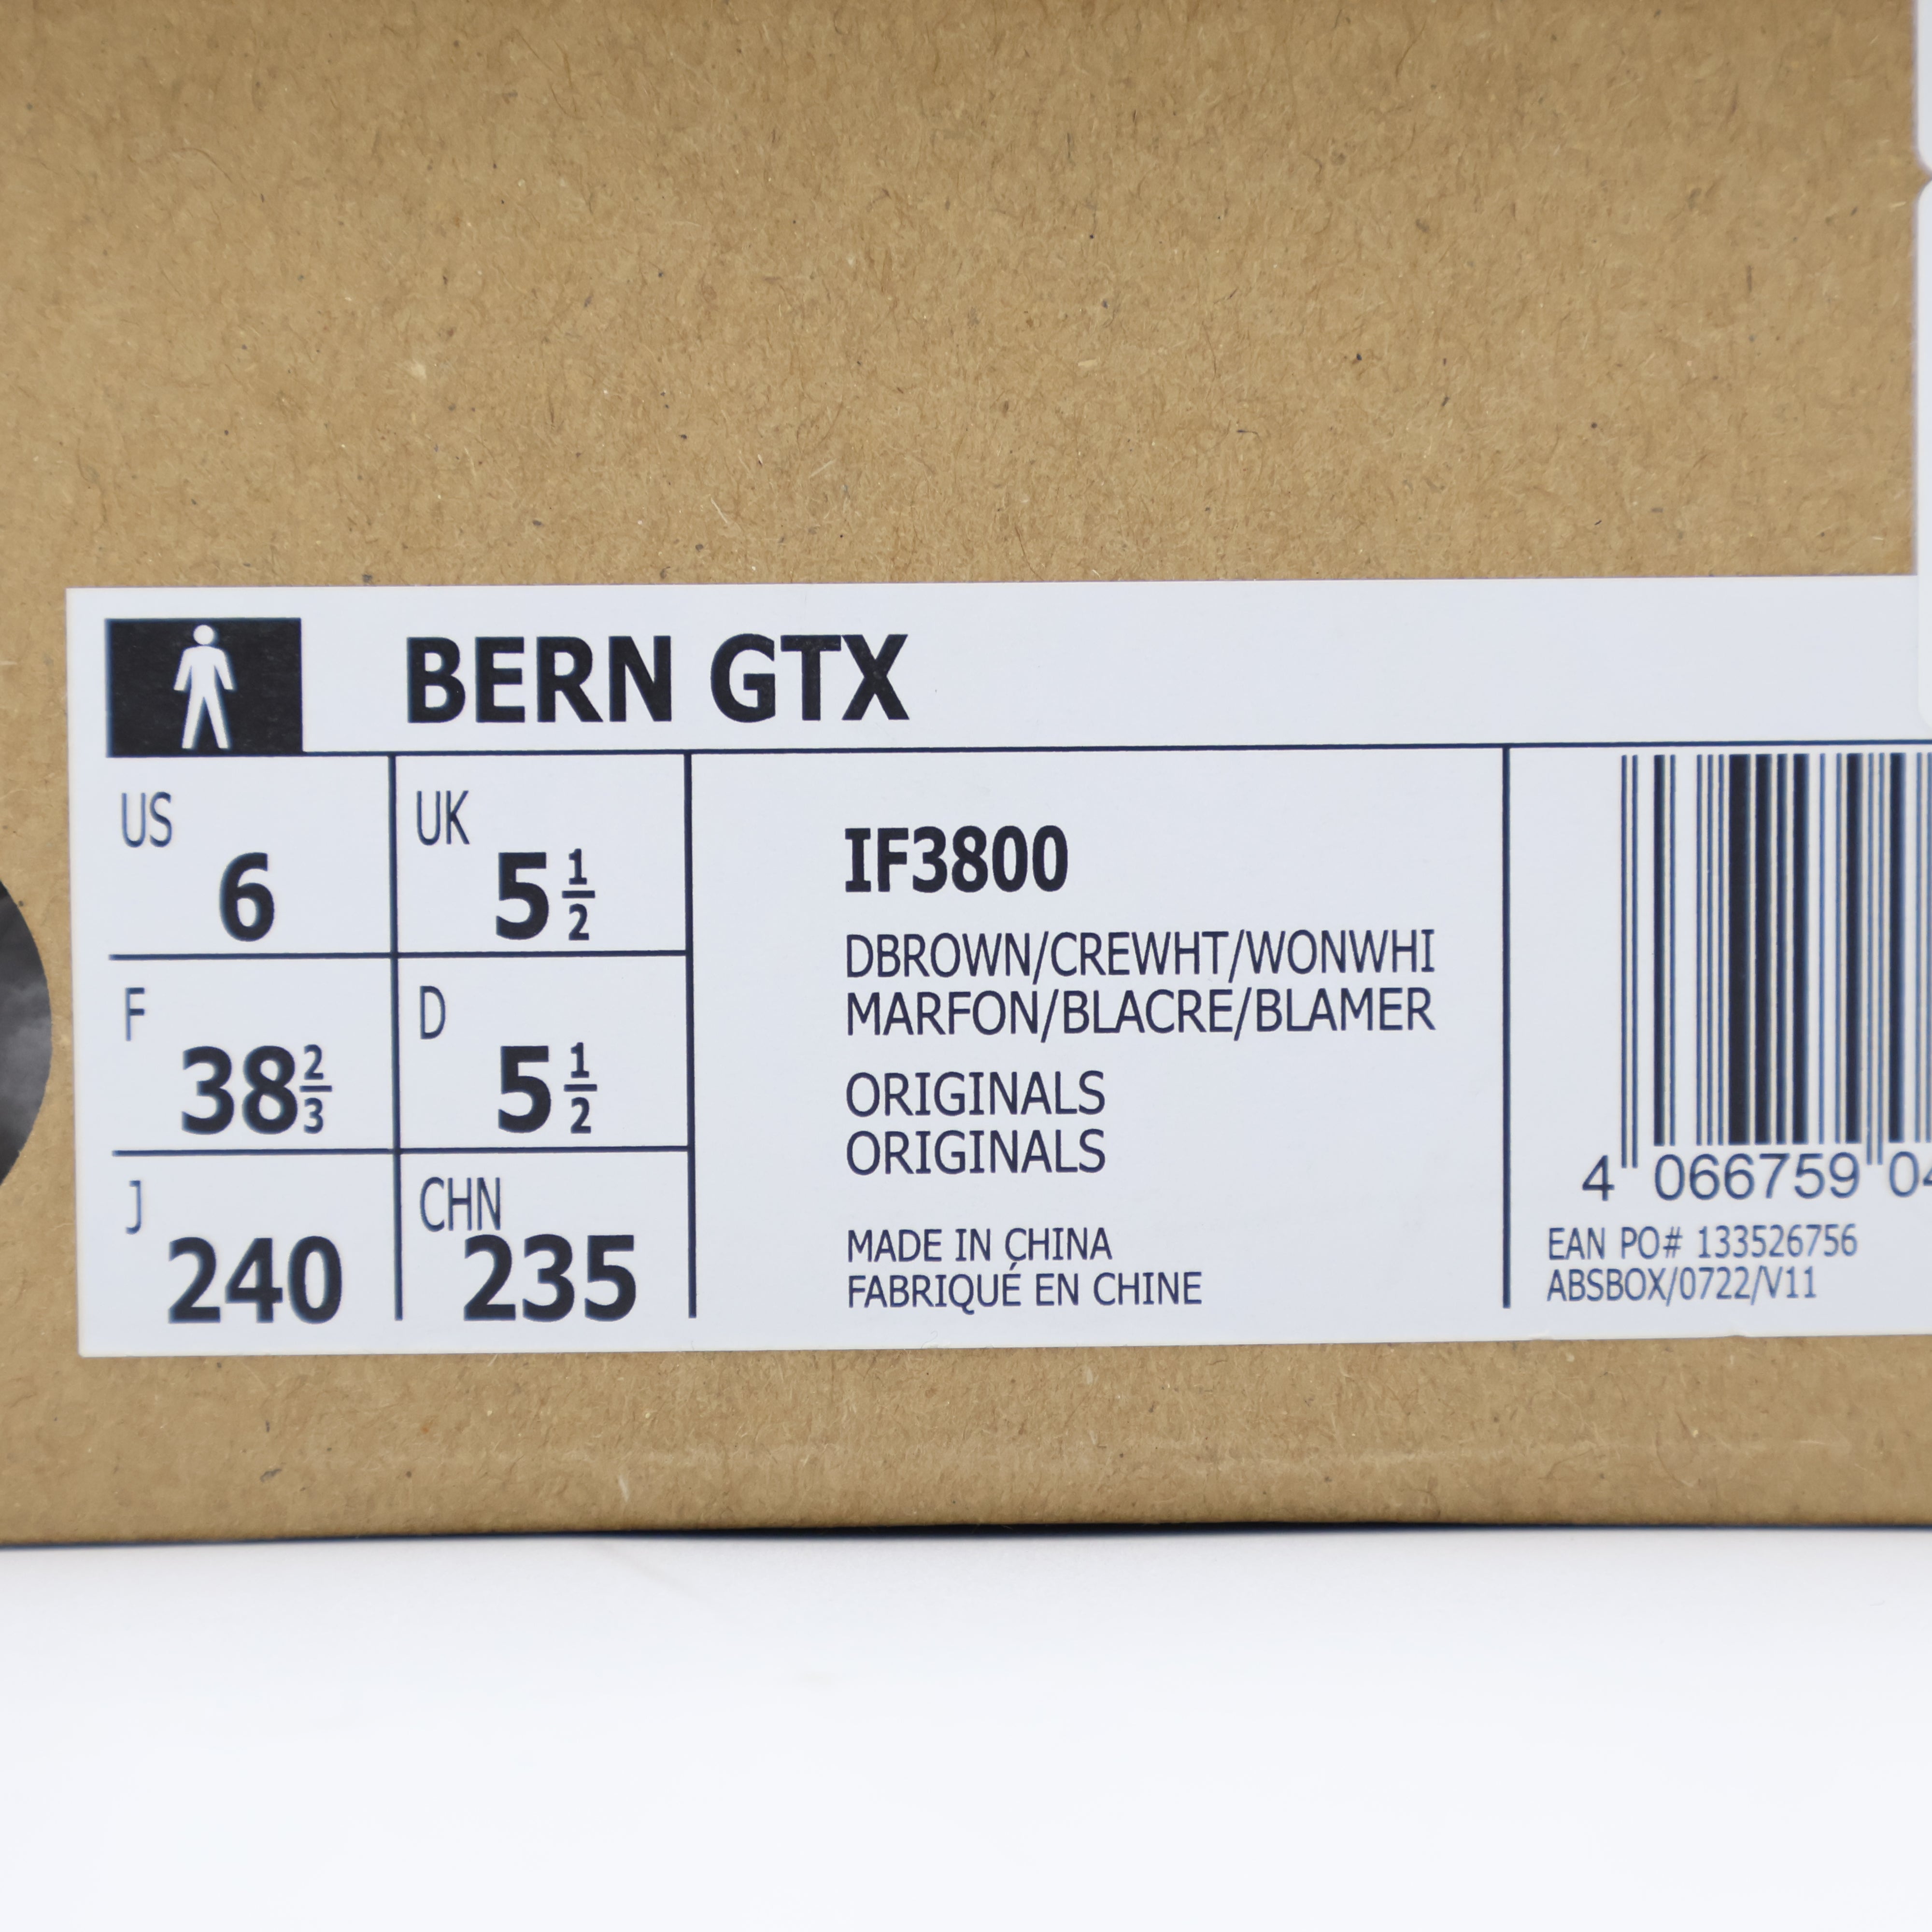 BERN GTX
US
6
UK
5 1/2
F
38 2/3
D
5 1/2
J
240
CHN
235
IF3800
DBROWN/CREWHT/WONWHI
MARFON/BLACRE/BLAMER
ORIGINALS
ORIGINALS
MADE IN CHINA
FABRIQUÉ EN CHINE
4 066759 04
EAN PO# 133526756
ABSBOX/0722/V11